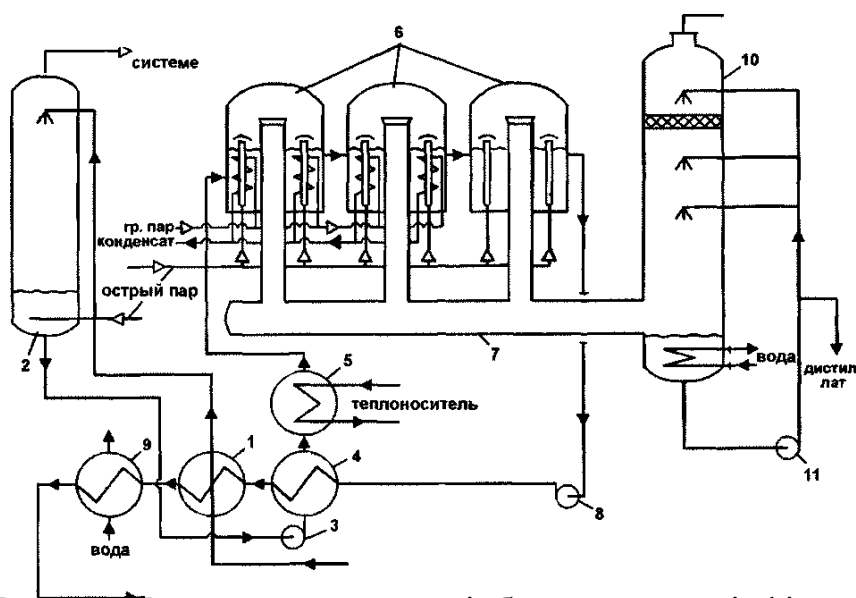 системе
6
10
гр. пар
конденсат
острый пар
2
7
5
вода
дистил
лат
теплоноситель
9
1
4
11
8
3
вода